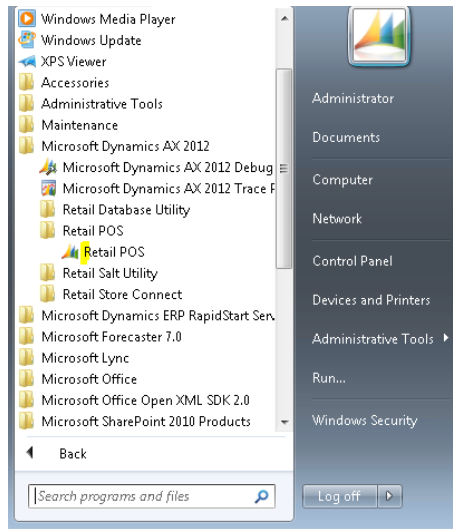 Windows Media Player
Windows Update
XPS Viewer
Accessories
Administrative Tools
Maintenance
Microsoft Dynamics AX 2012
Microsoft Dynamics AX 2012 Debug
Microsoft Dynamics AX 2012 Trace P
Retail Database Utility
Retail POS
Retail POS
Retail Salt Utility
Retail Store Connect
Microsoft Dynamics ERP RapidStart Serv
Microsoft Forecaster 7.0
Microsoft Lync
Microsoft Office
Microsoft Office Open XML SDK 2.0
Microsoft SharePoint 2010 Products
Back
Search programs and files
Administrator
Documents
Computer
Network
Control Panel
Devices and Printers
Administrative Tools
Run...
Windows Security
Log off